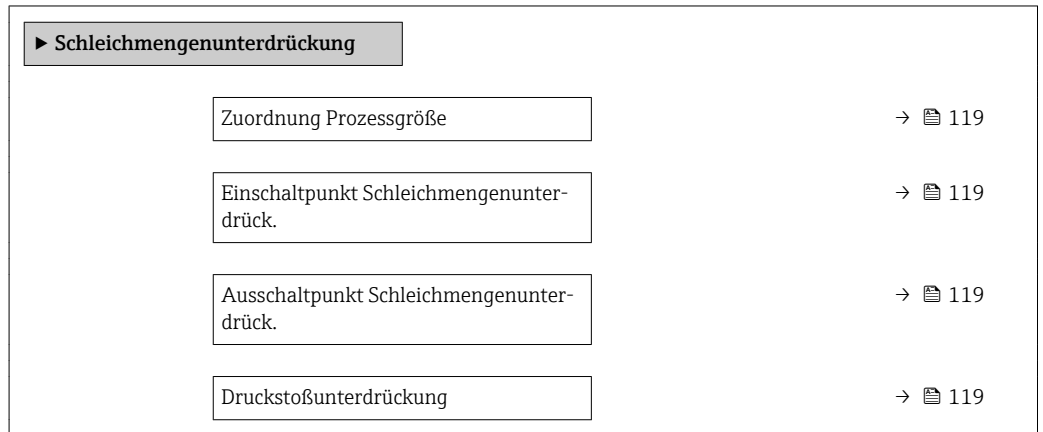 ▶ Schleichmengenunterdrückung
Zuordnung Prozessgröße → 119
Einschaltpunkt Schleichmengenunter-
drück. → 119
Ausschaltpunkt Schleichmengenunter-
drück. → 119
Druckstoßunterdrückung → 119